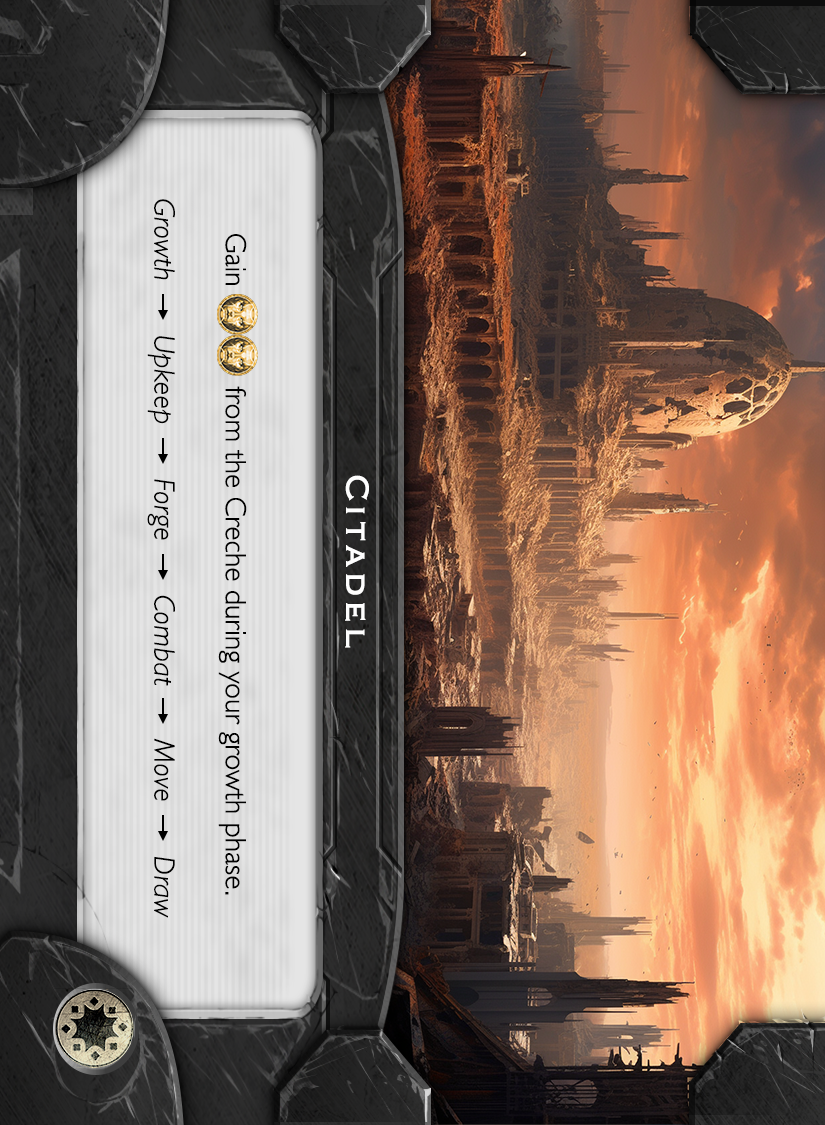 CITADEL
Gain from the Creche during your growth phase.
Growth → Upkeep → Forge → Combat → Move → Draw